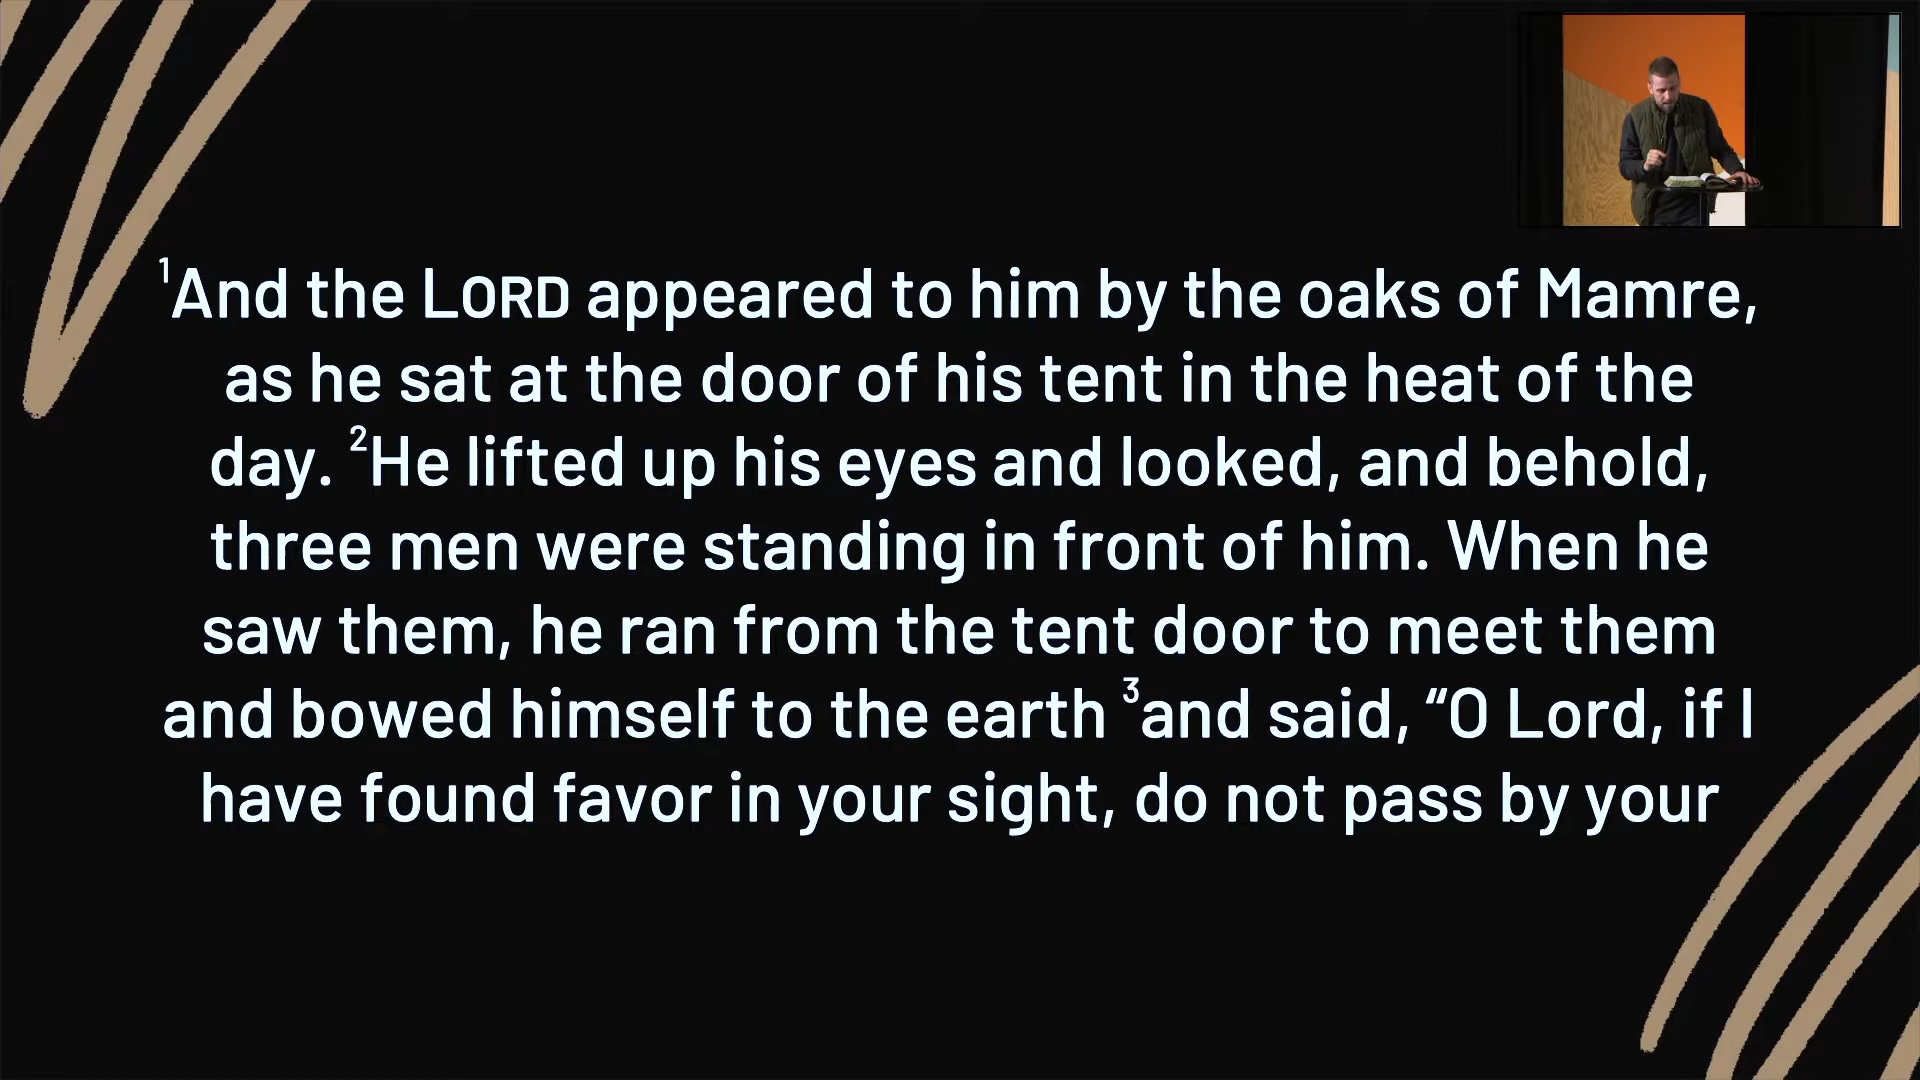 ¹And the LORD appeared to him by the oaks of Mamre,
as he sat at the door of his tent in the heat of the
day. ²He lifted up his eyes and looked, and behold,
three men were standing in front of him. When he
saw them, he ran from the tent door to meet them
and bowed himself to the earth ³and said, “O Lord, if I
have found favor in your sight, do not pass by your